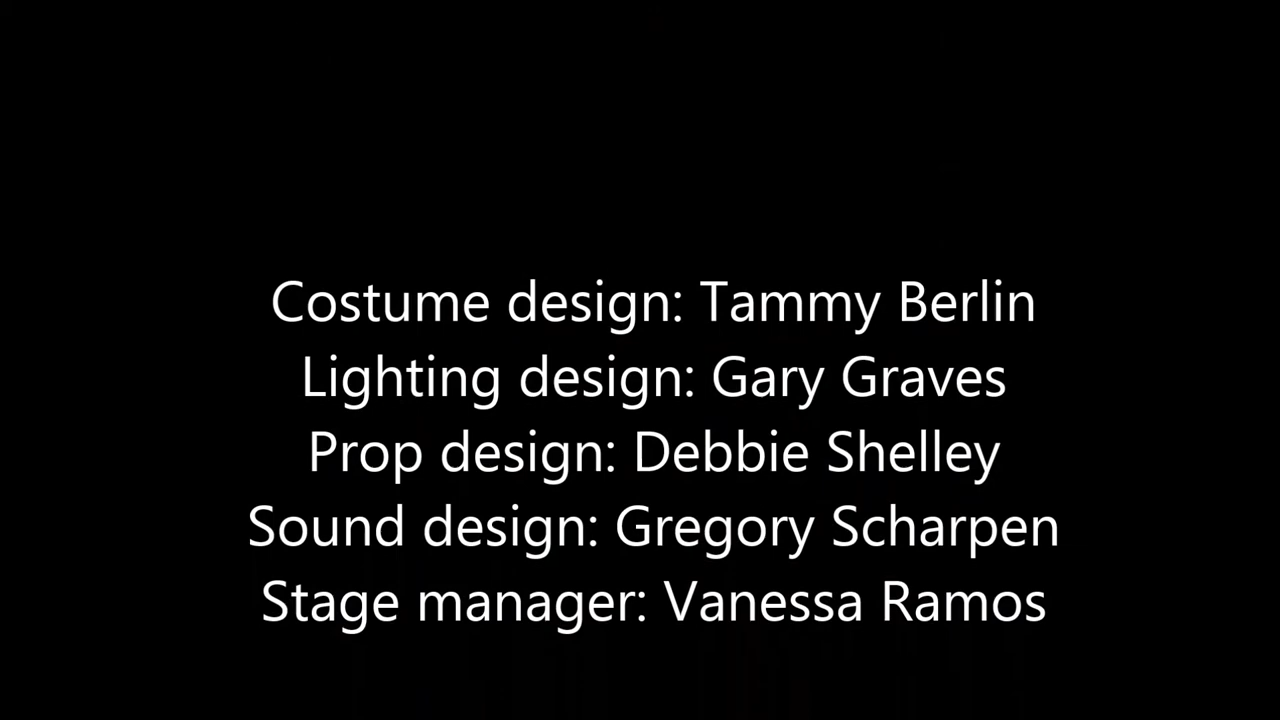 Costume design: Tammy Berlin
Lighting design: Gary Graves
Prop design: Debbie Shelley
Sound design: Gregory Scharpen
Stage manager: Vanessa Ramos